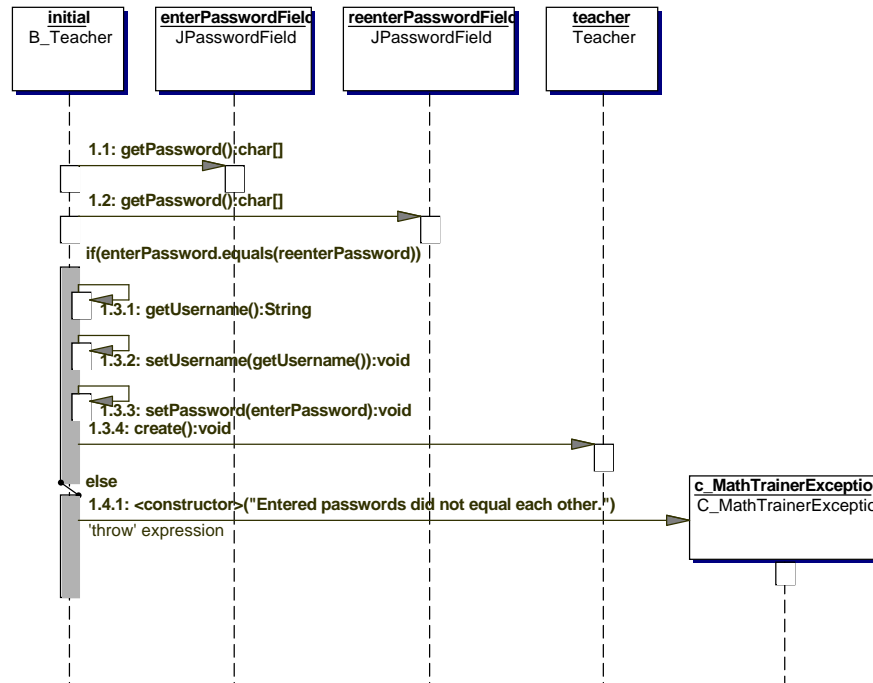 initial
B_Teacher
enterPasswordField
JPasswordField
reenterPasswordField
JPasswordField
teacher
Teacher
1.1: getPassword():char[]
1.2: getPassword():char[]
if(enterPassword.equals(reenterPassword))
1.3.1: getUsername():String
1.3.2: setUsername(getUsername()):void
1.3.3: setPassword(enterPassword):void
1.3.4: create():void
else
1.4.1: <constructor>("Entered passwords did not equal each other.")
'throw' expression
c_MathTrainerExceptio
C_MathTrainerExceptio